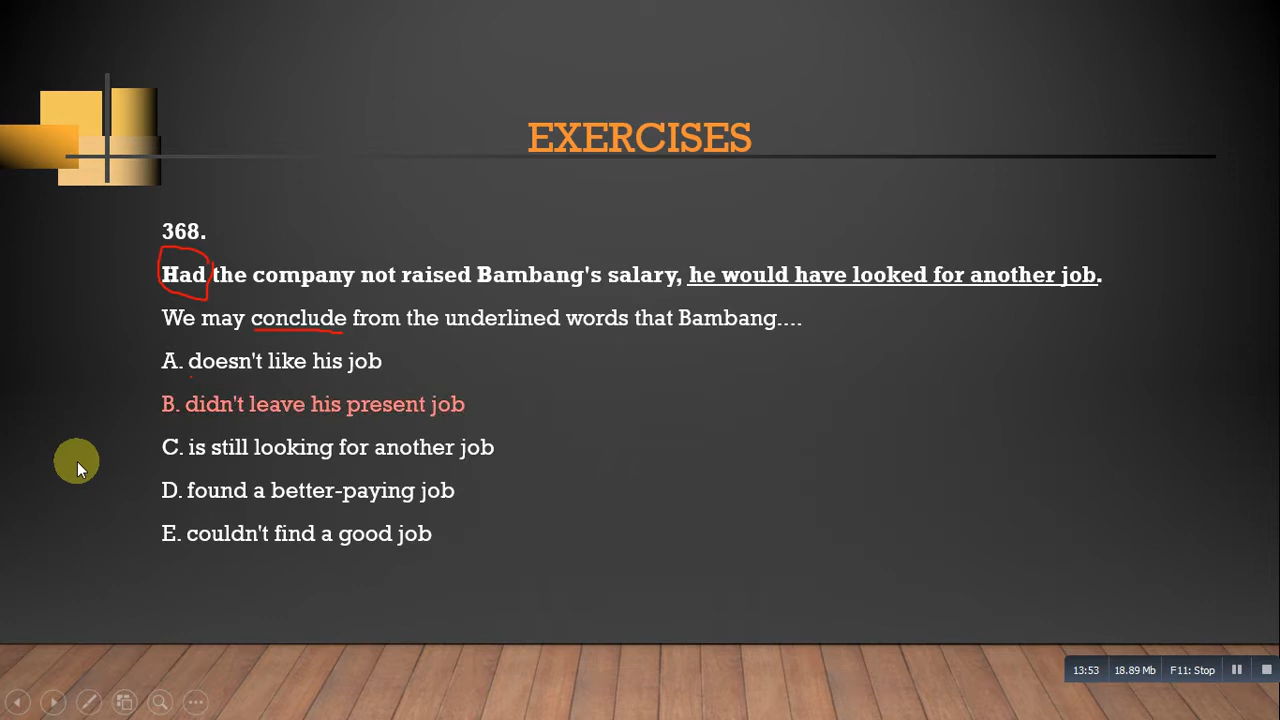 EXERCISES
368.
Had the company not raised Bambang's salary, he would have looked for another job.
We may conclude from the underlined words that Bambang....
A. doesn't like his job
B. didn't leave his present job
C. is still looking for another job
D. found a better-paying job
E. couldn't find a good job
13:53 18.89 Mb F11: Stop